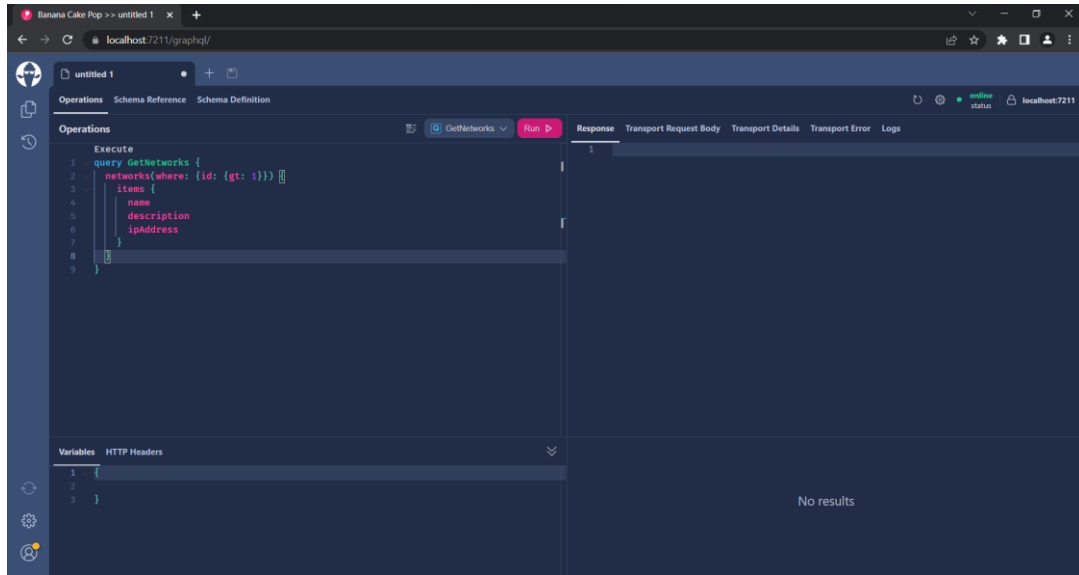 Banana Cake Pop >> untitled 1
localhost:7211/graphql/
untitled 1
Operations Schema Reference Schema Definition
online
status
localhost:7211
Operations
GetNetworks
Run
Response Transport Request Body Transport Details Transport Error Logs
Execute
1 query GetNetworks {
2 networks(where: {id: {gt: 1}}) {
3 items {
4 name
5 description
6 ipAddress
7 }
8 }
9 }
1
Variables HTTP Headers
1 {
2
3 }
No results